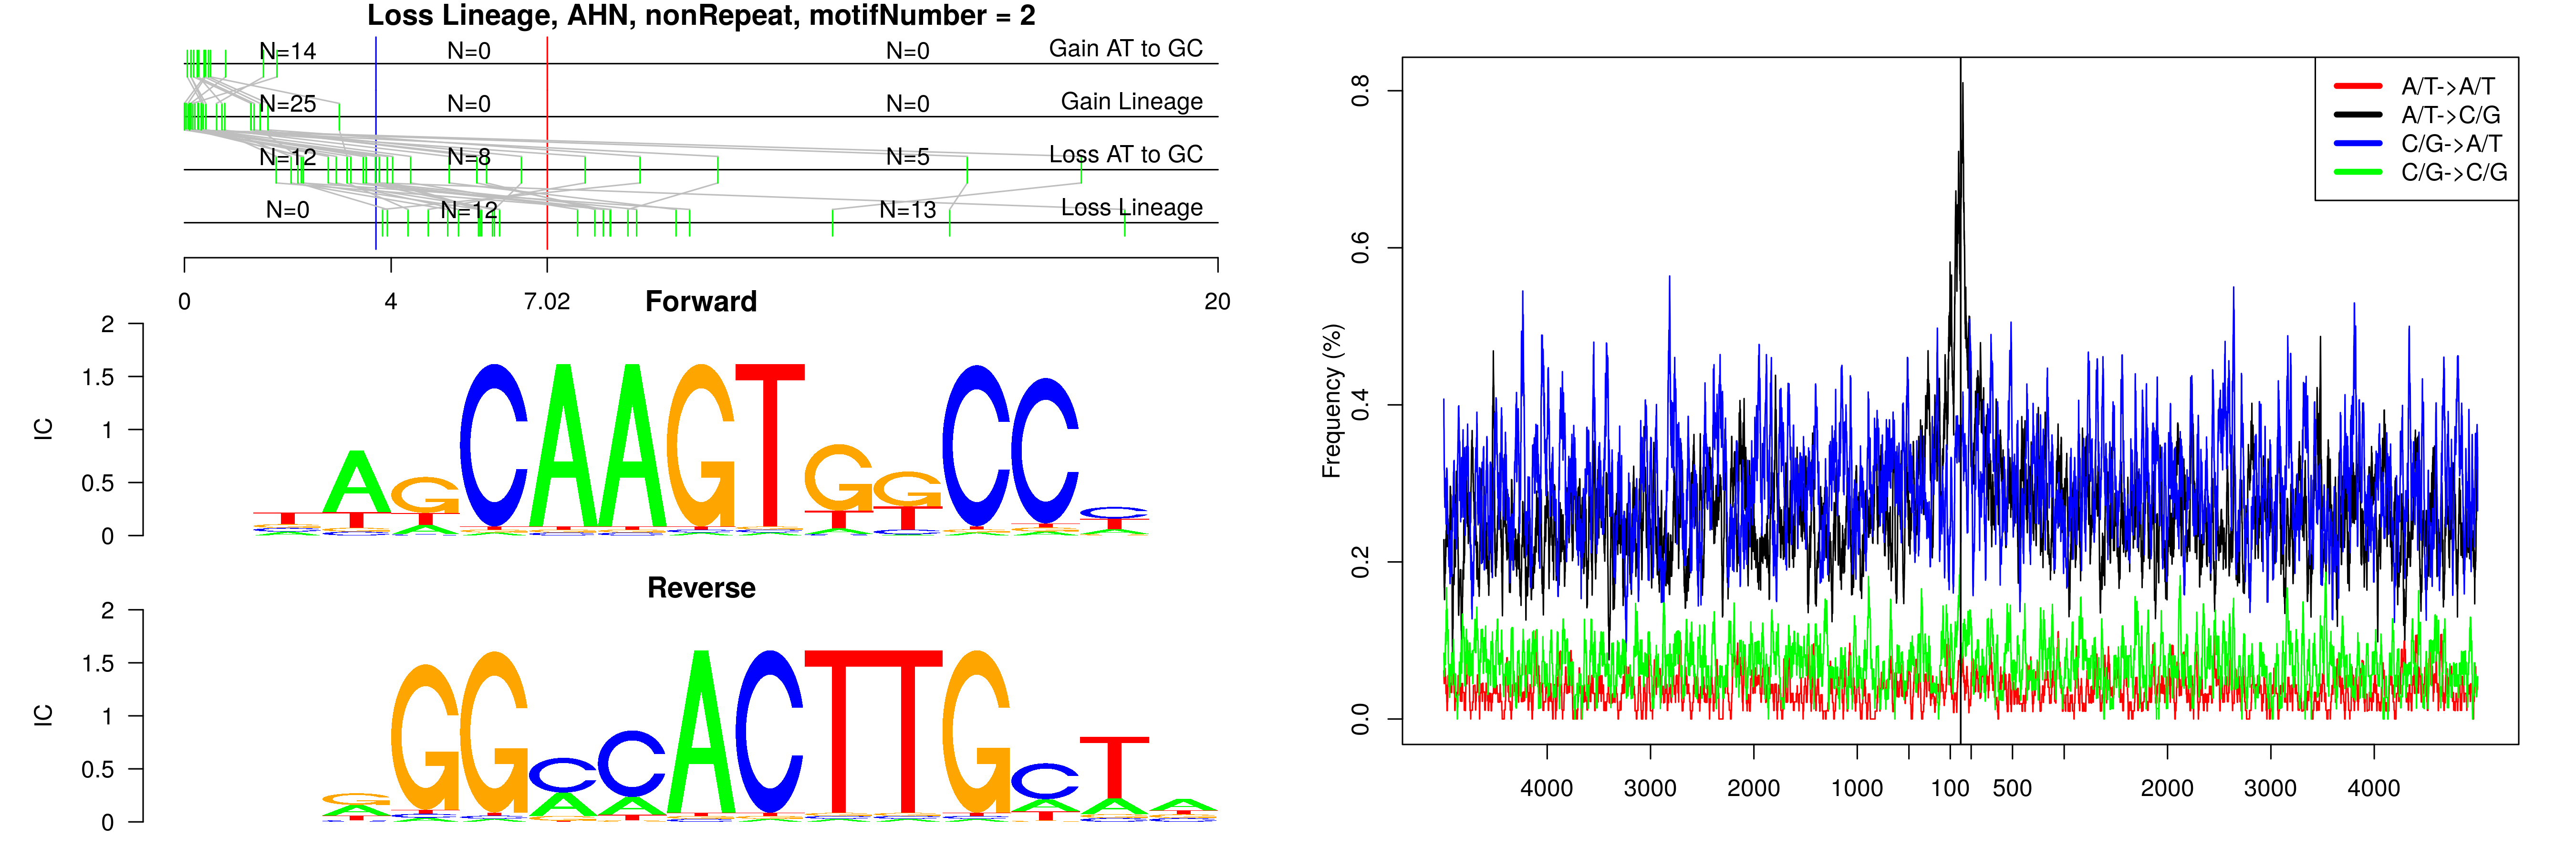 Loss Lineage, AHN, nonRepeat, motifNumber = 2
N=14 N=0 N=0 Gain AT to GC
N=25 N=0 N=0 Gain Lineage
N=12 N=8 N=5 Loss AT to GC
N=0 N=12 N=13 Loss Lineage
0 4 7.02 20
Forward
IC
2
1.5
1
0.5
0
TAGCAAGTGGCCC
Reverse
IC
2
1.5
1
0.5
0
GGGCCACTTGCTA
Frequency (%)
0.8
0.6
0.4
0.2
0.0
A/T->A/T
A/T->C/G
C/G->A/T
C/G->C/G
4000 3000 2000 1000 100 500 2000 3000 4000